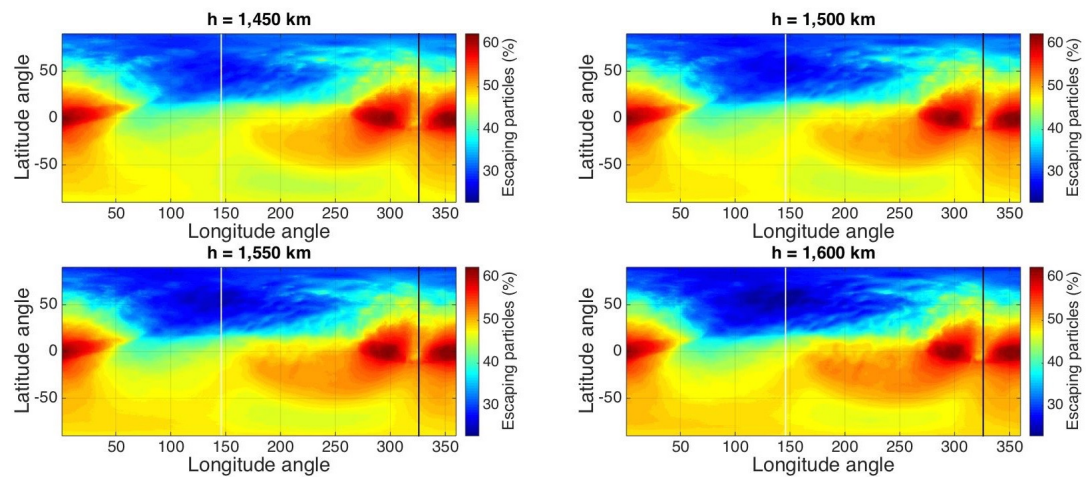 h = 1,450 km
Latitude angle
50
0
-50
50 100 150 200 250 300 350
Longitude angle
60
50
40
30
Escaping particles (%)
h = 1,500 km
Latitude angle
50
0
-50
50 100 150 200 250 300 350
Longitude angle
60
50
40
30
Escaping particles (%)
h = 1,550 km
Latitude angle
50
0
-50
50 100 150 200 250 300 350
Longitude angle
60
50
40
30
Escaping particles (%)
h = 1,600 km
Latitude angle
50
0
-50
50 100 150 200 250 300 350
Longitude angle
60
50
40
30
Escaping particles (%)